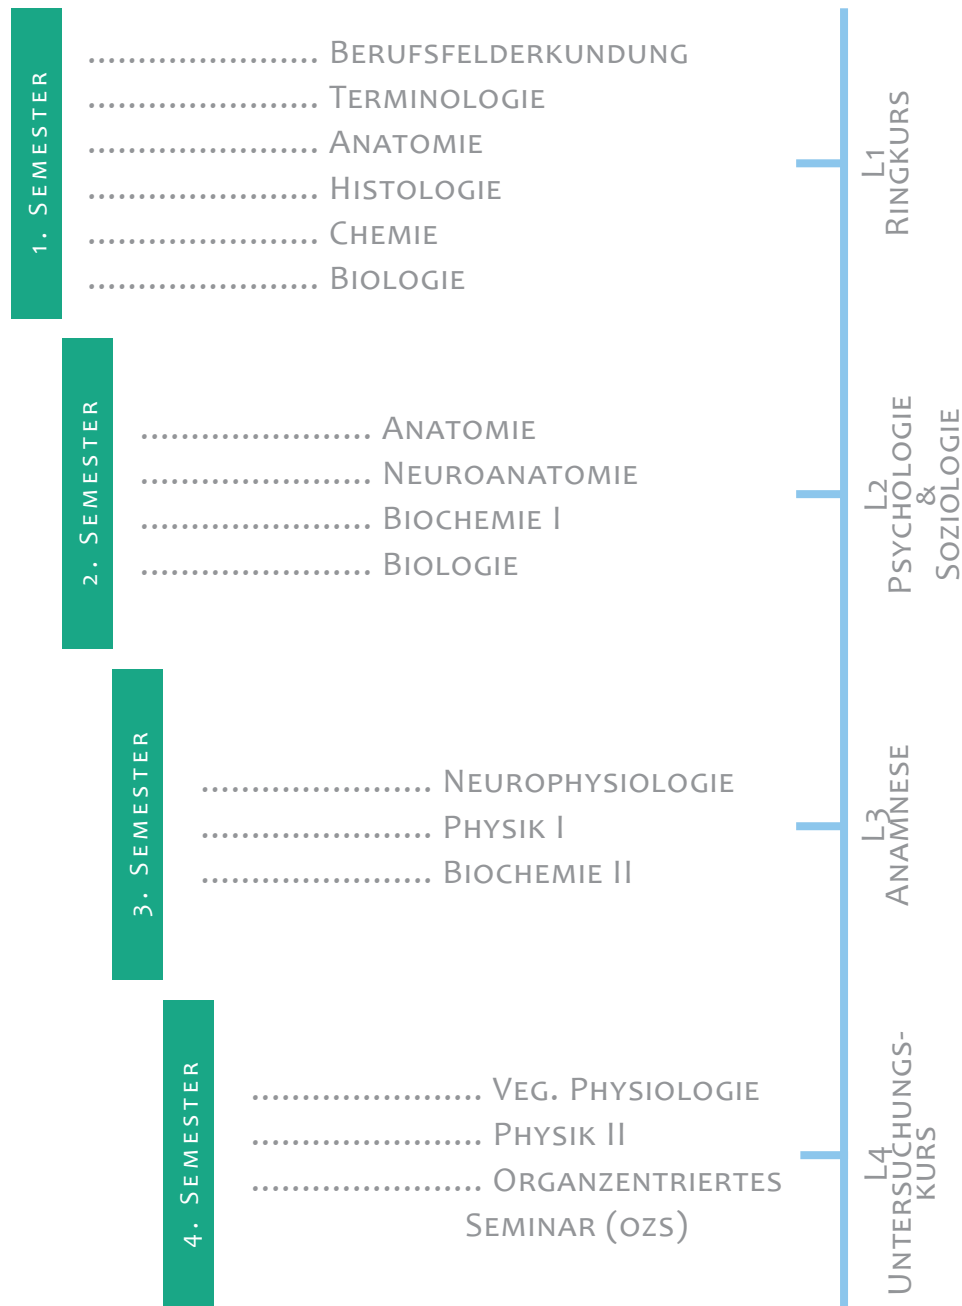 1. Semester
........................ Berufsfelderkundung
........................ Terminologie
........................ Anatomie
........................ Histologie
........................ Chemie
........................ Biologie
L1
Ringkurs
2. Semester
........................ Anatomie
........................ Neuroanatomie
........................ Biochemie I
........................ Biologie
L2
Psychologie
&
Soziologie
3. Semester
........................ Neurophysiologie
........................ Physik I
........................ Biochemie II
L3
Anamnese
4. Semester
........................ Veg. Physiologie
........................ Physik II
........................ Organzentriertes
Seminar (ozs)
L4
Untersuchungs-
kurs